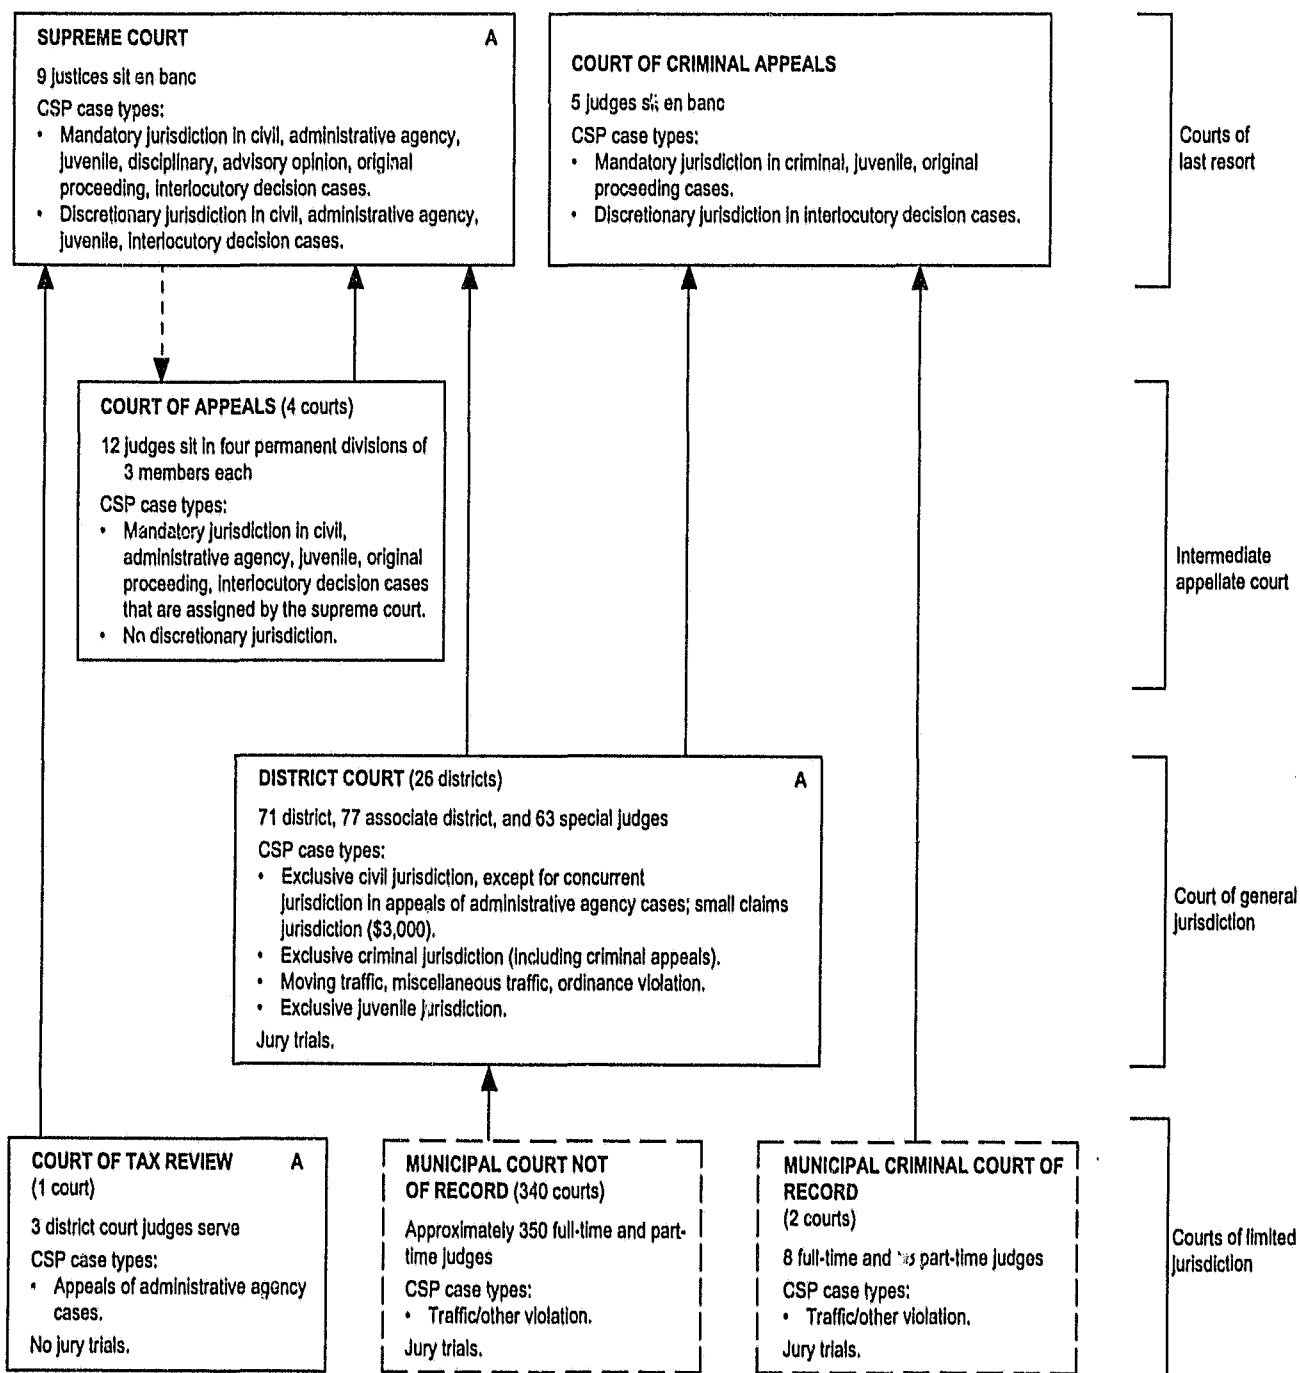 SUPREME COURT A
9 justices sit en banc
CSP case types:
• Mandatory jurisdiction in civil, administrative agency,
juvenile, disciplinary, advisory opinion, original
proceeding, interlocutory decision cases.
• Discretionary jurisdiction in civil, administrative agency,
juvenile, interlocutory decision cases.
COURT OF CRIMINAL APPEALS
5 judges sit en banc
CSP case types:
• Mandatory jurisdiction in criminal, juvenile, original
proceeding cases.
• Discretionary jurisdiction in interlocutory decision cases.
Courts of
last resort
COURT OF APPEALS (4 courts)
12 judges sit in four permanent divisions of
3 members each
CSP case types:
• Mandatory jurisdiction in civil,
administrative agency, juvenile, original
proceeding, interlocutory decision cases
that are assigned by the supreme court.
• No discretionary jurisdiction.
Intermediate
appellate court
DISTRICT COURT (26 districts) A
71 district, 77 associate district, and 63 special judges
CSP case types:
• Exclusive civil jurisdiction, except for concurrent
jurisdiction in appeals of administrative agency cases; small claims
jurisdiction ($3,000).
• Exclusive criminal jurisdiction (including criminal appeals).
• Moving traffic, miscellaneous traffic, ordinance violation.
• Exclusive juvenile jurisdiction.
Jury trials.
Court of general
jurisdiction
COURT OF TAX REVIEW A
(1 court)
3 district court judges serve
CSP case types:
• Appeals of administrative agency
cases.
No jury trials.
MUNICIPAL COURT NOT
OF RECORD (340 courts)
Approximately 350 full-time and part-
time judges
CSP case types:
• Traffic/other violation.
Jury trials.
MUNICIPAL CRIMINAL COURT OF
RECORD
(2 courts)
8 full-time and part-time judges
CSP case types:
• Traffic/other violation.
Jury trials.
Courts of limited
jurisdiction